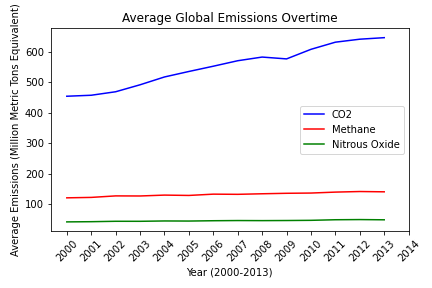 Average Global Emissions Overtime
Average Emissions (Million Metric Tons Equivalent)
600
500
400
300
200
100
CO2
Methane
Nitrous Oxide
2000 2001 2002 2003 2004 2005 2006 2007 2008 2009 2010 2011 2012 2013 2014
Year (2000-2013)